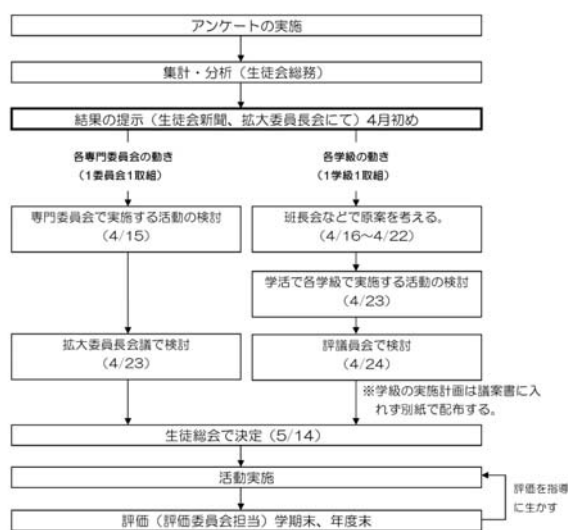 アンケートの実施
集計・分析（生徒会総務）
結果の提示（生徒会新聞、拡大委員長会にて）4月初め
各専門委員会の動き
（1委員会1取組）
各学級の動き
（1学級1取組）
専門委員会で実施する活動の検討
（4/15）
班長会などで原案を考える。
（4/16～4/22）
学活で各学級で実施する活動の検討
（4/23）
拡大委員長会議で検討
（4/23）
評議員会で検討
（4/24）
※学級の実施計画は議案書に入
れず別紙で配布する。
生徒総会で決定（5/14）
活動実施
評価を指導
に生かす
評価（評価委員会担当）学期末、年度末